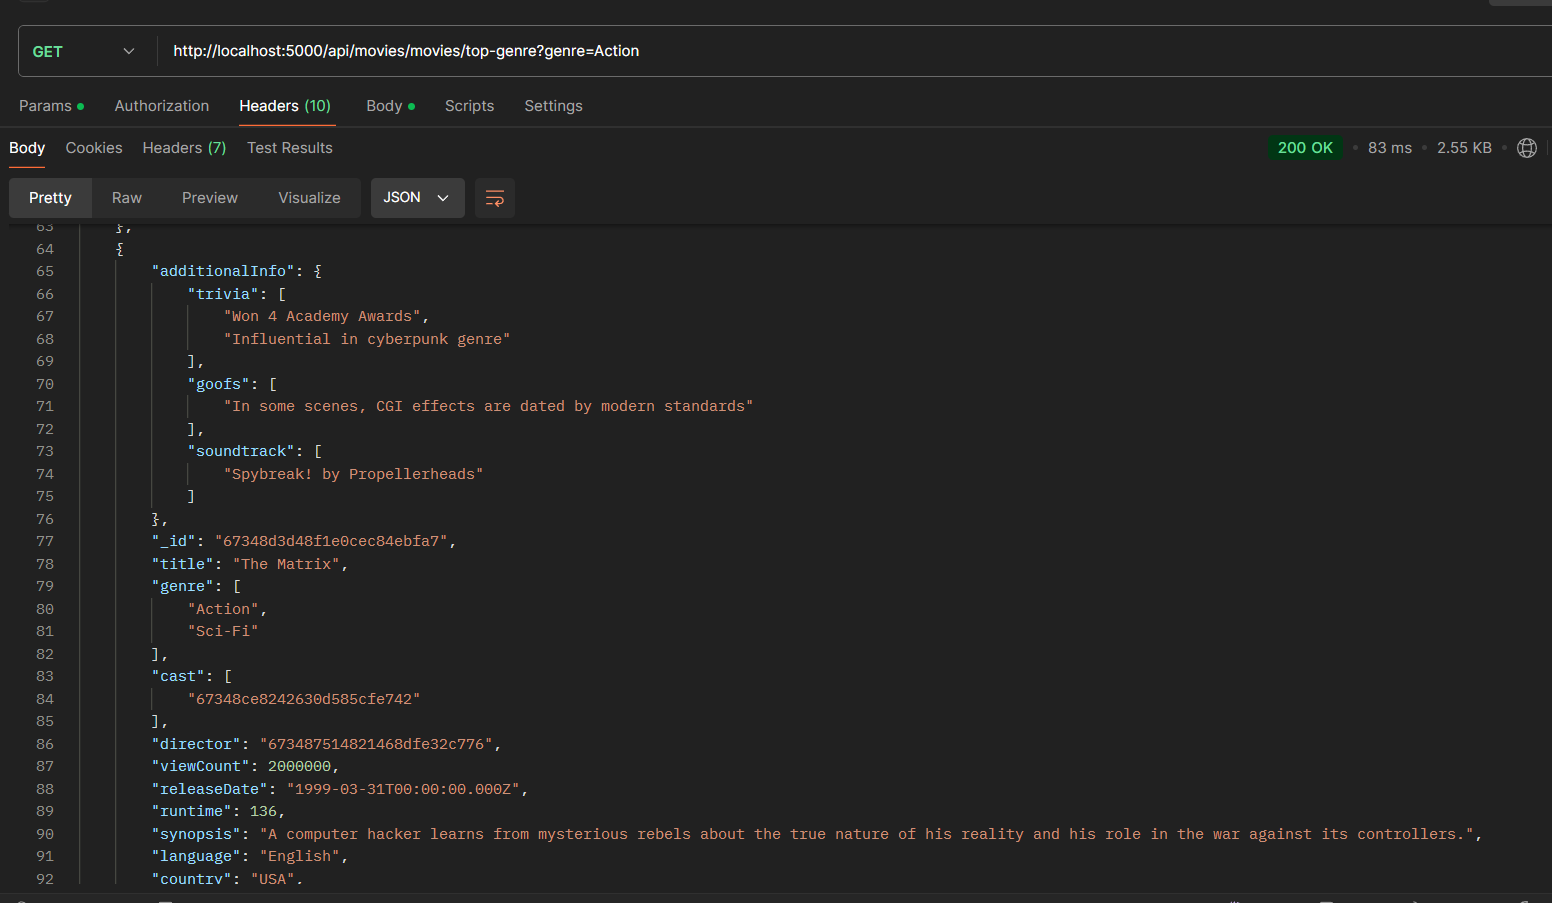 GET http://localhost:5000/api/movies/movies/top-genre?genre=Action
Params Authorization Headers (10) Body Scripts Settings
Body Cookies Headers (7) Test Results 200 OK 83 ms 2.55 KB
Pretty Raw Preview Visualize JSON
63 },
64 {
65 "additionalInfo": {
66 "trivia": [
67 "Won 4 Academy Awards",
68 "Influential in cyberpunk genre"
69 ],
70 "goofs": [
71 "In some scenes, CGI effects are dated by modern standards"
72 ],
73 "soundtrack": [
74 "Spybreak! by Propellerheads"
75 ]
76 },
77 "_id": "67348d3d48f1e0cec84ebfa7",
78 "title": "The Matrix",
79 "genre": [
80 "Action",
81 "Sci-Fi"
82 ],
83 "cast": [
84 "67348ce8242630d585cfe742"
85 ],
86 "director": "673487514821468dfe32c776",
87 "viewCount": 2000000,
88 "releaseDate": "1999-03-31T00:00:00.000Z",
89 "runtime": 136,
90 "synopsis": "A computer hacker learns from mysterious rebels about the true nature of his reality and his role in the war against its controllers.",
91 "language": "English",
92 "country": "USA",